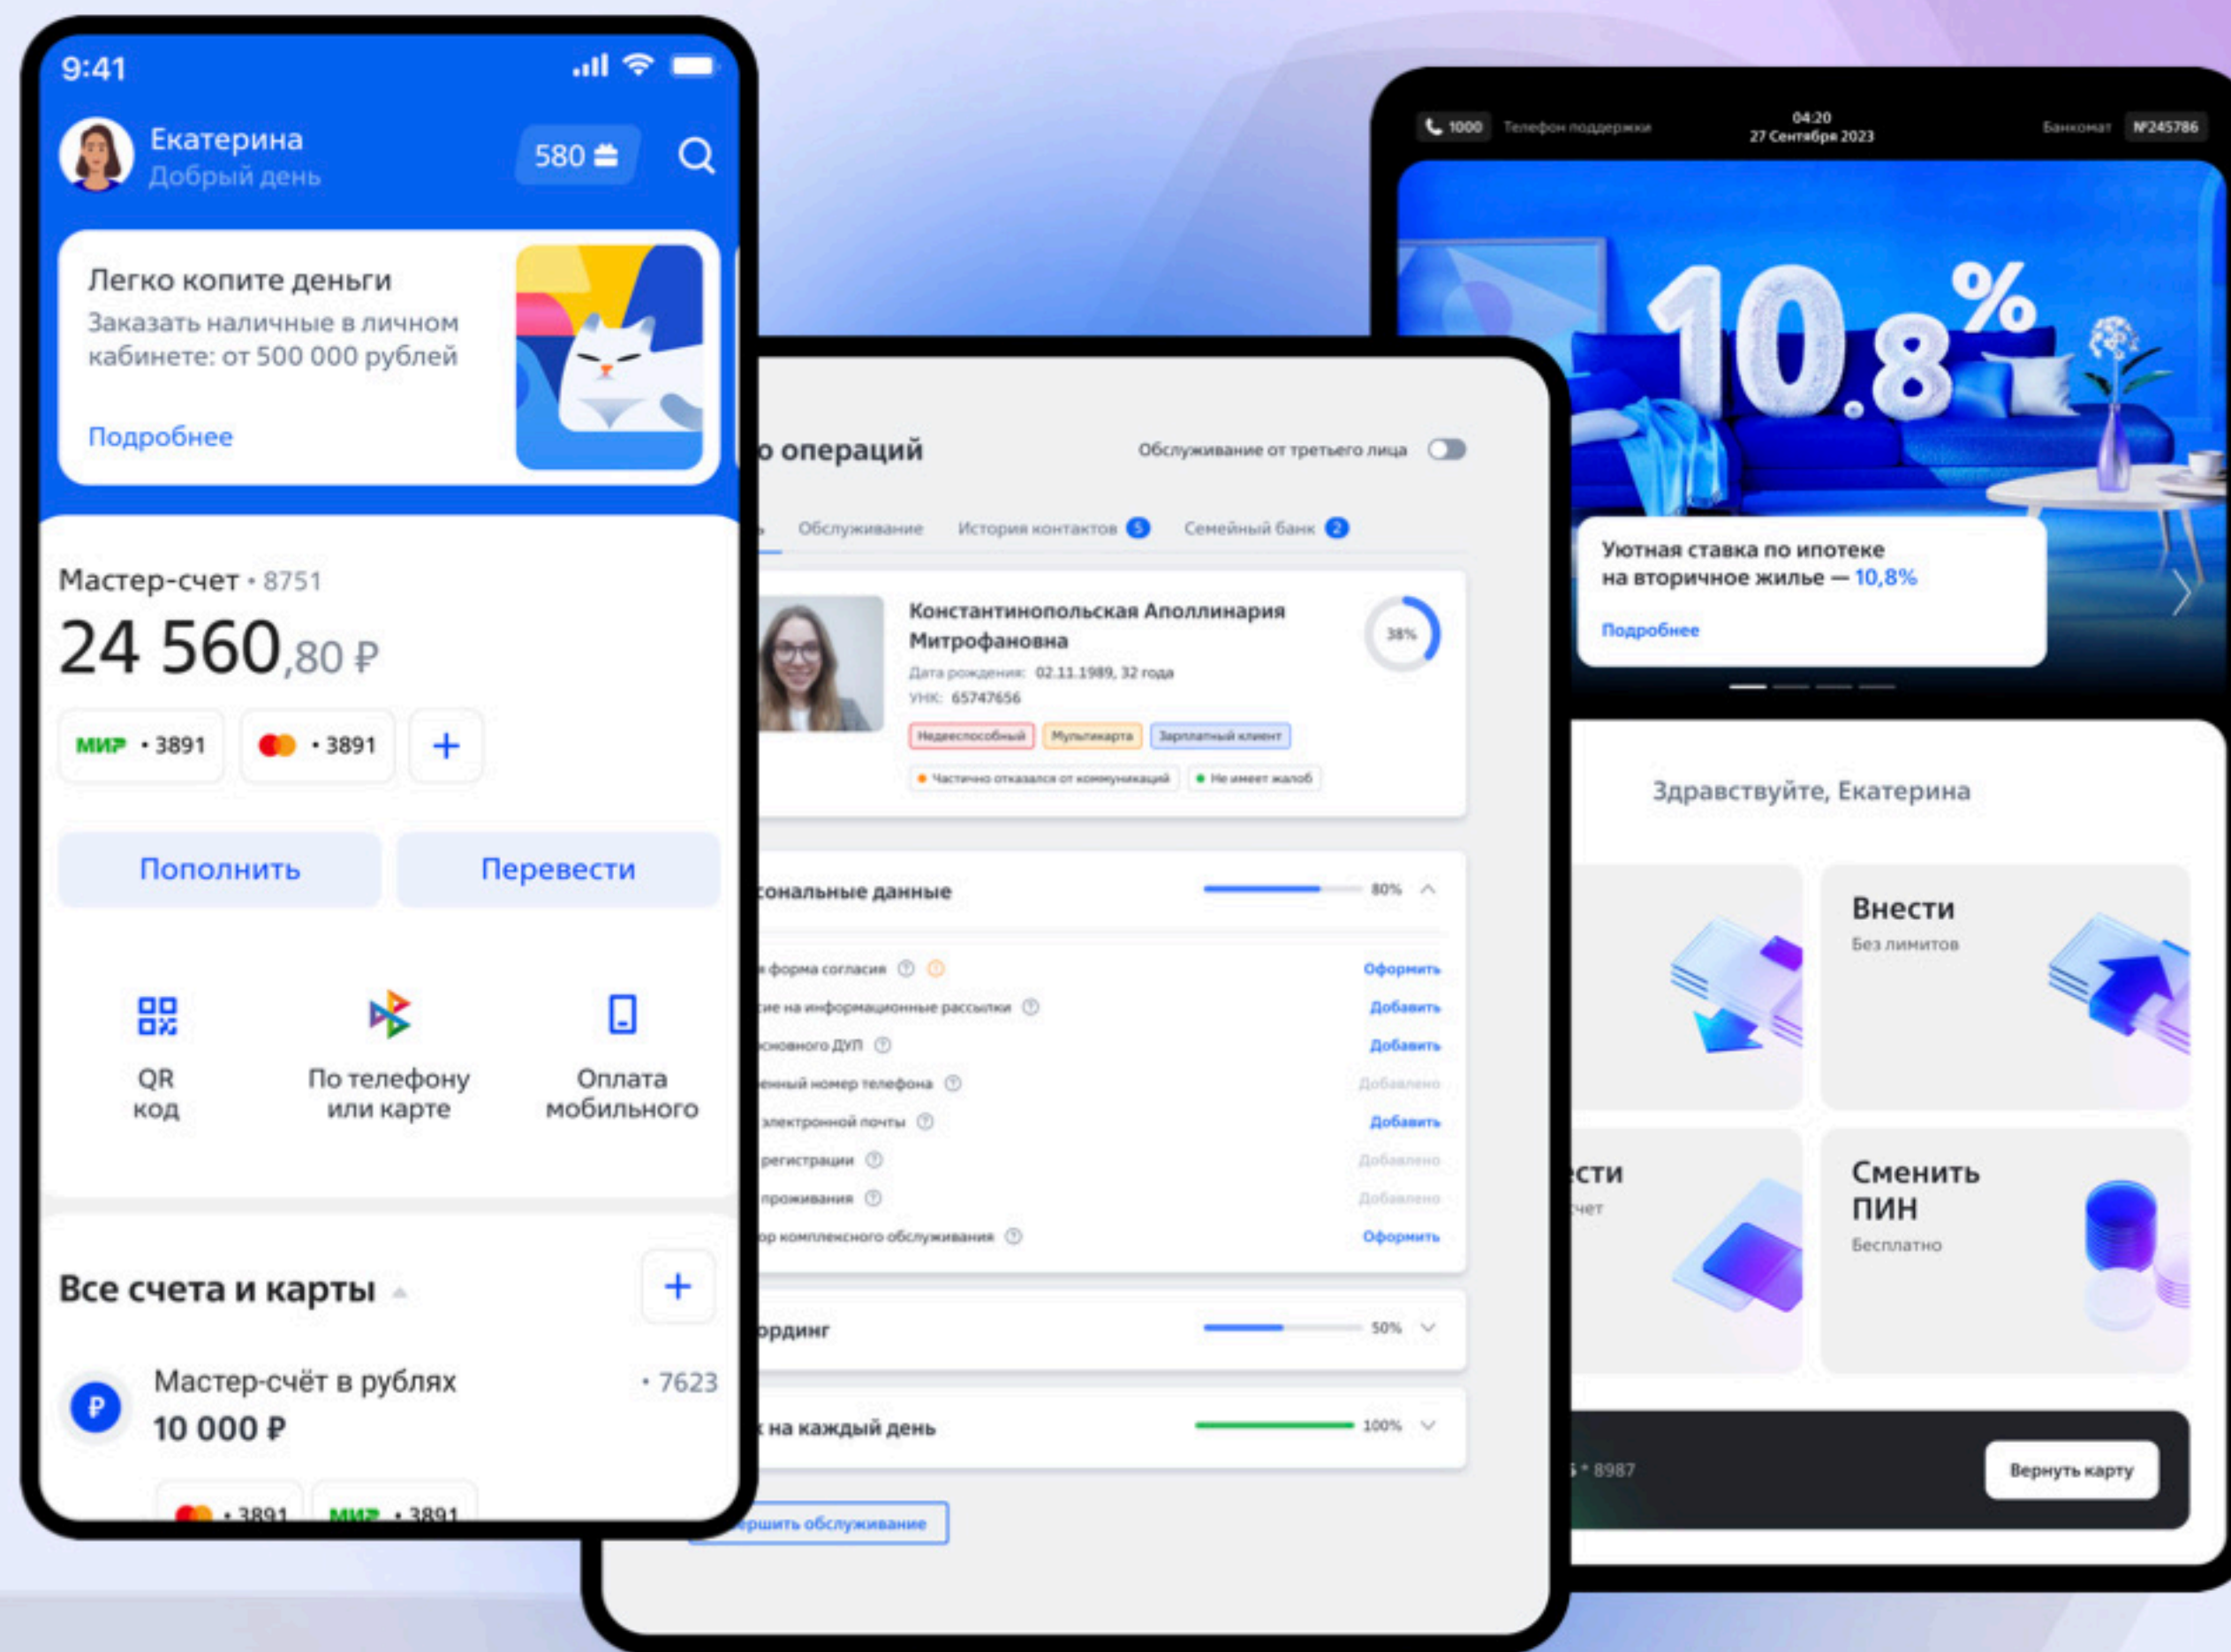 9:41
Екатерина
Добрый день
580
Легко копите деньги
Заказать наличные в личном
кабинете: от 500 000 рублей
Подробнее
Мастер-счет • 8751
24 560,80 ₽
МИР • 3891
• 3891
+
Пополнить
Перевести
QR
код
По телефону
или карте
Оплата
мобильного
Все счета и карты
+
₽
Мастер-счёт в рублях
• 7623
10 000 ₽
• 3891
МИР • 3891
о операций
Обслуживание от третьего лица
Обслуживание
История контактов 5
Семейный банк 2
Константинопольская Аполлинария
Митрофановна
38%
Дата рождения: 02.11.1989, 32 года
УНК: 65747656
Недееспособный
Мультикарта
Зарплатный клиент
Частично отказался от коммуникаций
Не имеет жалоб
сональные данные
80%
я форма согласия
Оформить
сие на информационные рассылки
Добавить
основного ДУЛ
Добавить
енный номер телефона
Добавлено
электронной почты
Добавить
регистрации
Добавлено
проживания
Добавлено
ор комплексного обслуживания
Оформить
ординг
50%
на каждый день
100%
ершить обслуживание
1000
Телефон поддержки
04:20
27 Сентября 2023
Банкомат
№245786
10.8%
Уютная ставка по ипотеке
на вторичное жилье — 10,8%
Подробнее
Здравствуйте, Екатерина
Внести
Без лимитов
ести
счет
Сменить
ПИН
Бесплатно
* 8987
Вернуть карту